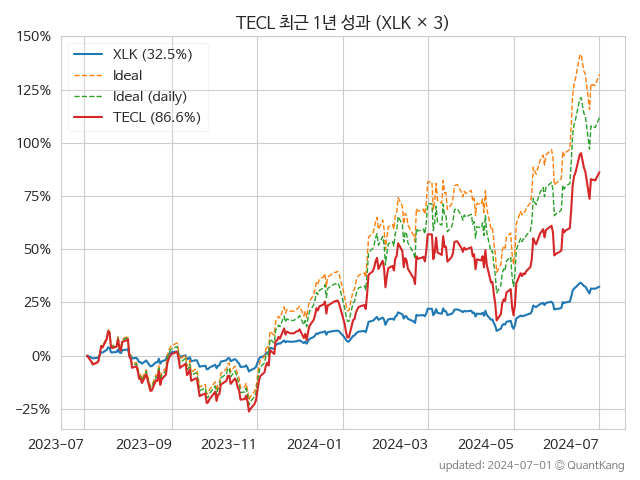 TECL 최근 1년 성과 (XLK × 3)
XLK (32.5%)
Ideal
Ideal (daily)
TECL (86.6%)
150%
125%
100%
75%
50%
25%
0%
−25%
2023-07 2023-09 2023-11 2024-01 2024-03 2024-05 2024-07
updated: 2024-07-01 © QuantKang